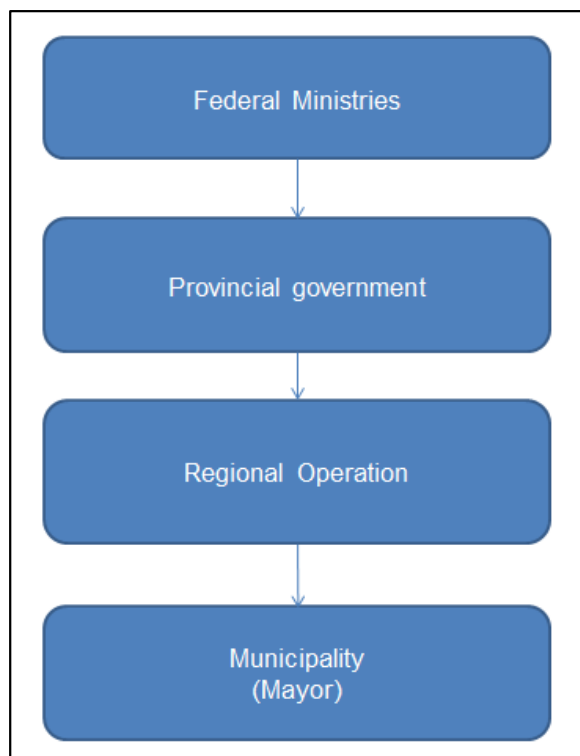 Federal Ministries
Provincial government
Regional Operation
Municipality
(Mayor)